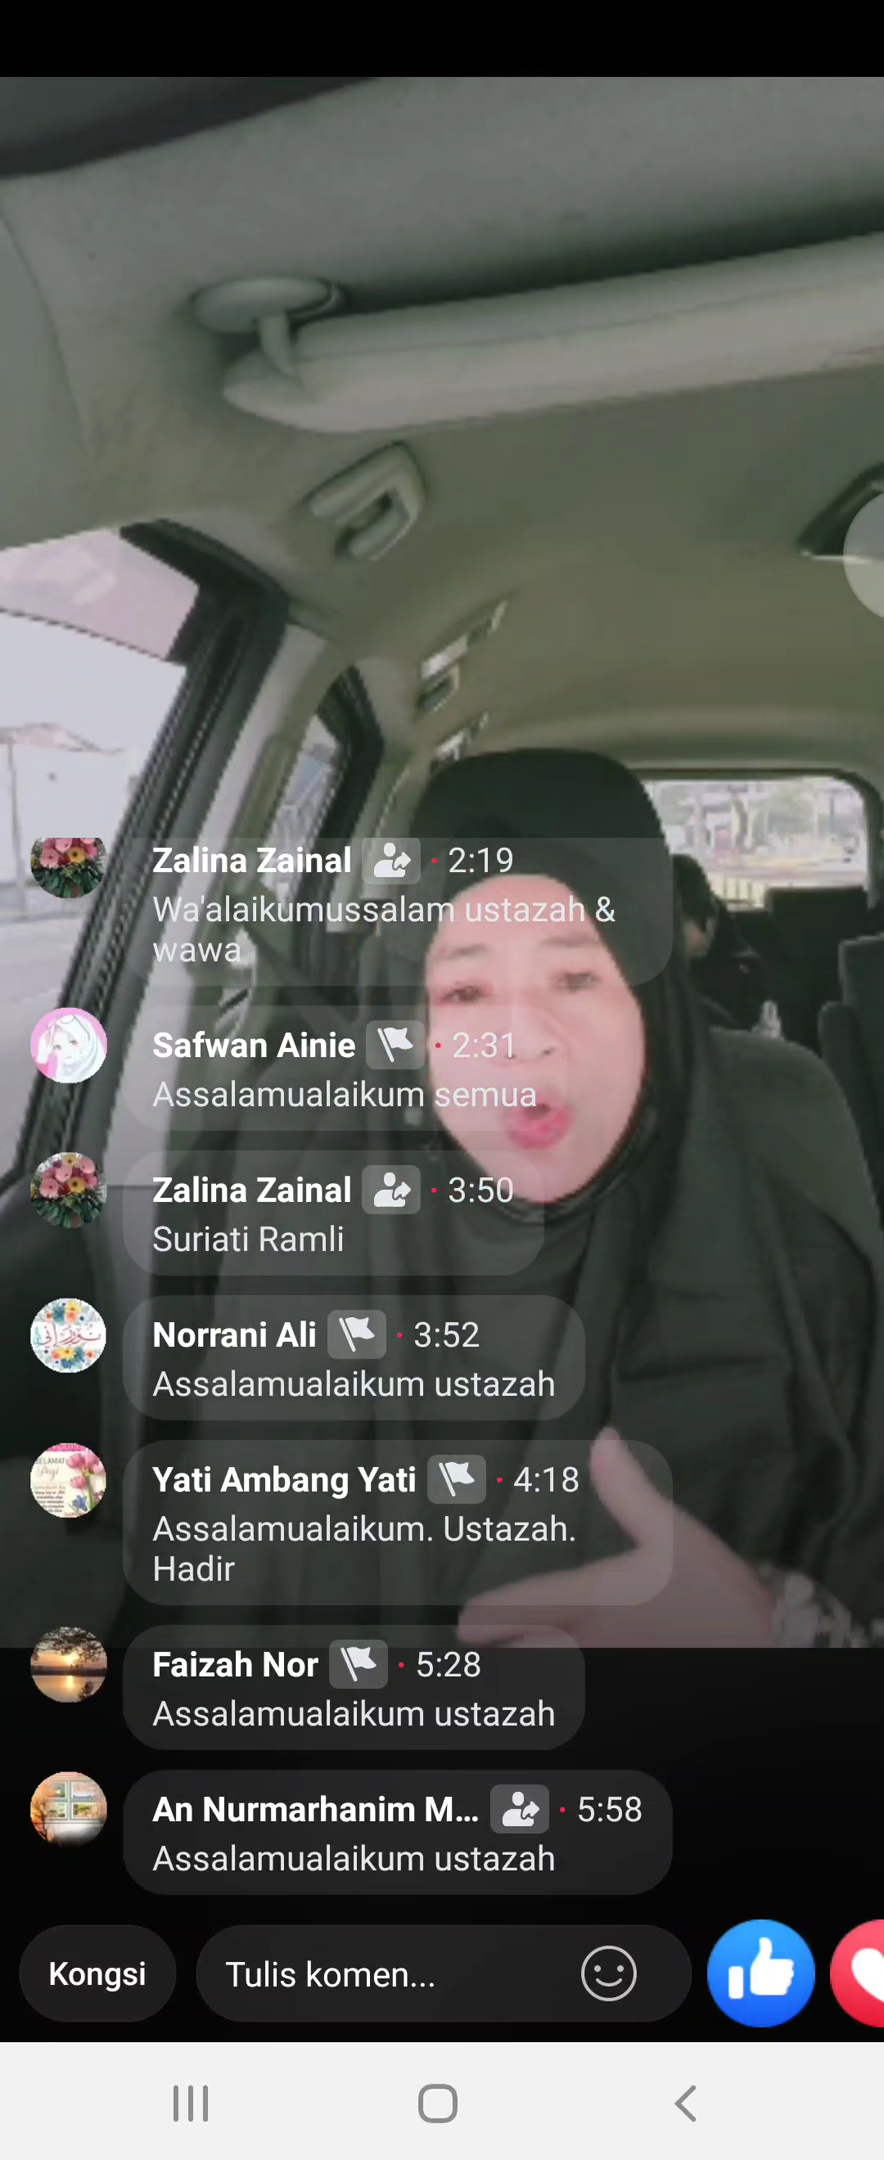 Zalina Zainal · 2:19
Wa'alaikumussalam ustazah &
wawa
Safwan Ainie · 2:31
Assalamualaikum semua
Zalina Zainal · 3:50
Suriati Ramli
Norrani Ali · 3:52
Assalamualaikum ustazah
Yati Ambang Yati · 4:18
Assalamualaikum. Ustazah.
Hadir
Faizah Nor · 5:28
Assalamualaikum ustazah
An Nurmarhanim M... · 5:58
Assalamualaikum ustazah
Kongsi
Tulis komen...